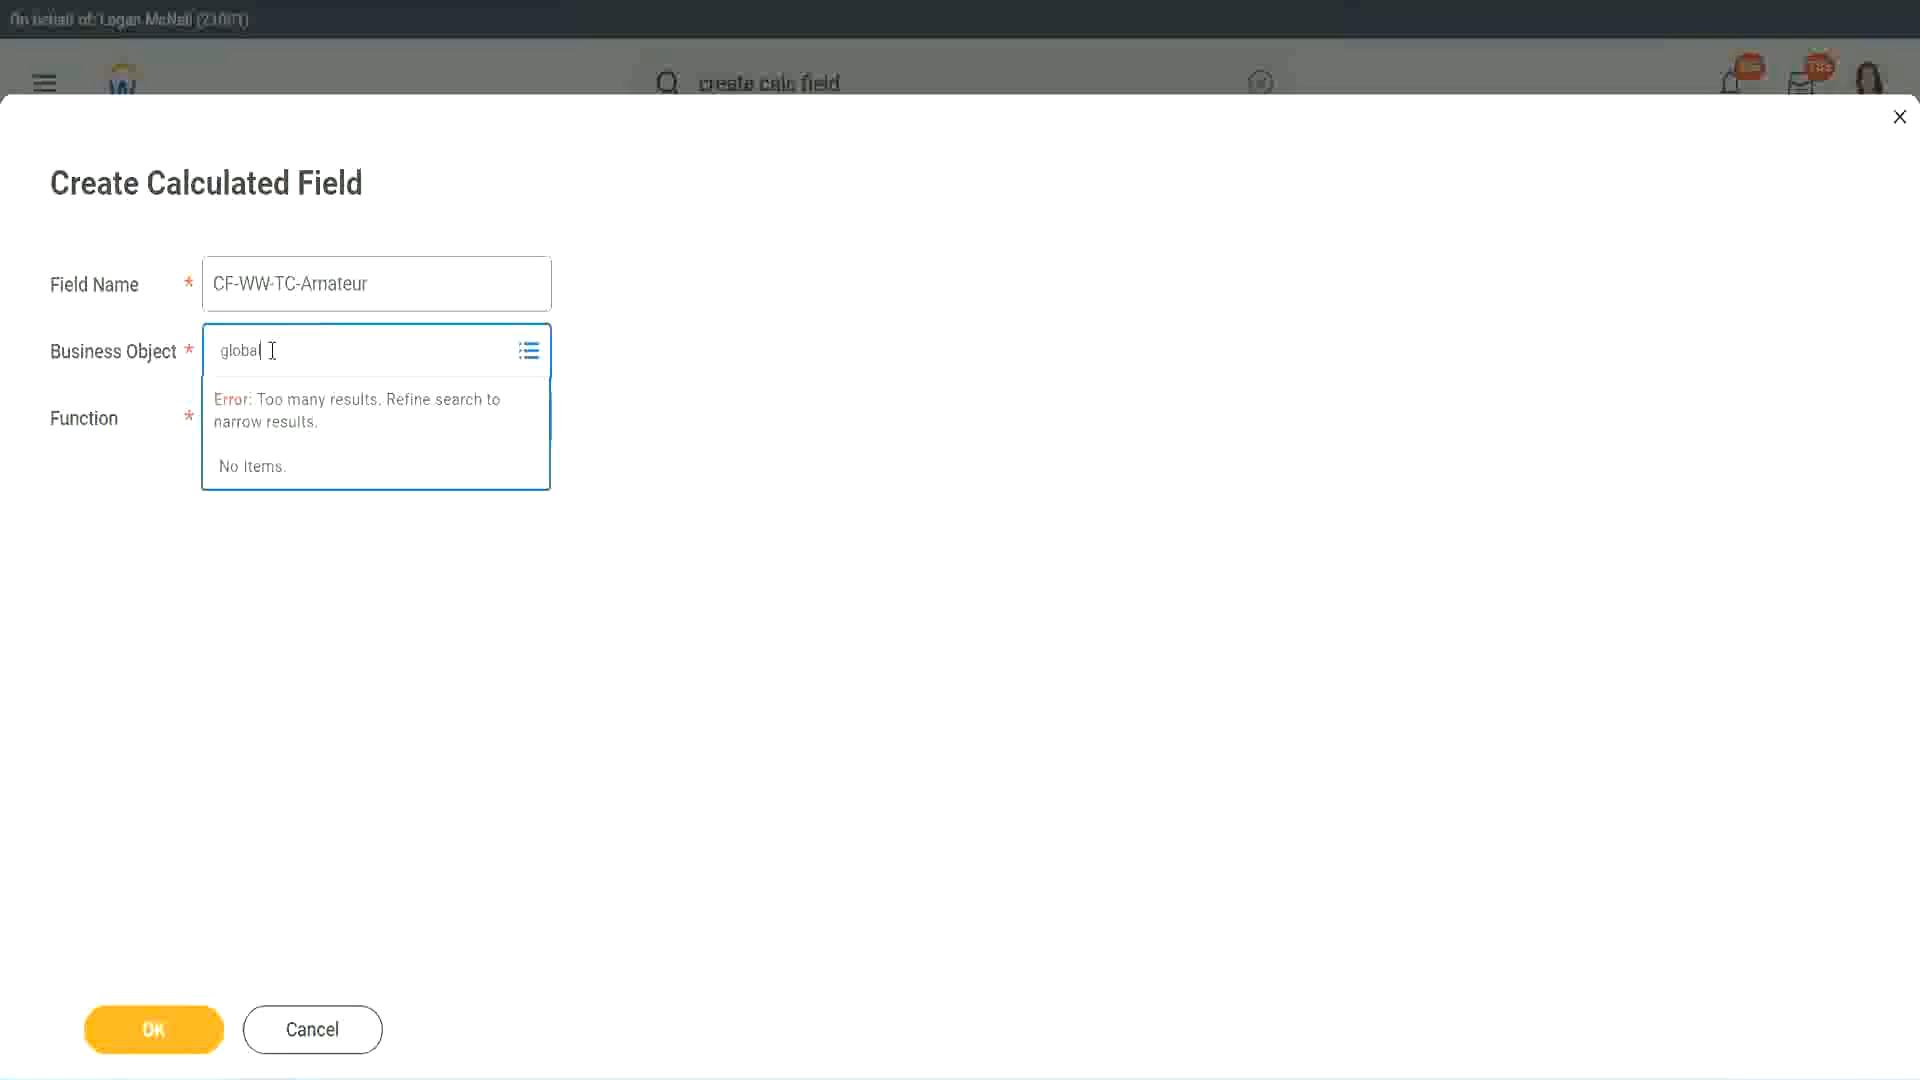 On behalf of: Logan McNeil (21001)
create calc field
Create Calculated Field
Field Name *
CF-WW-TC-Amateur
Business Object *
global
Error: Too many results. Refine search to
narrow results.
Function *
No Items.
OK
Cancel